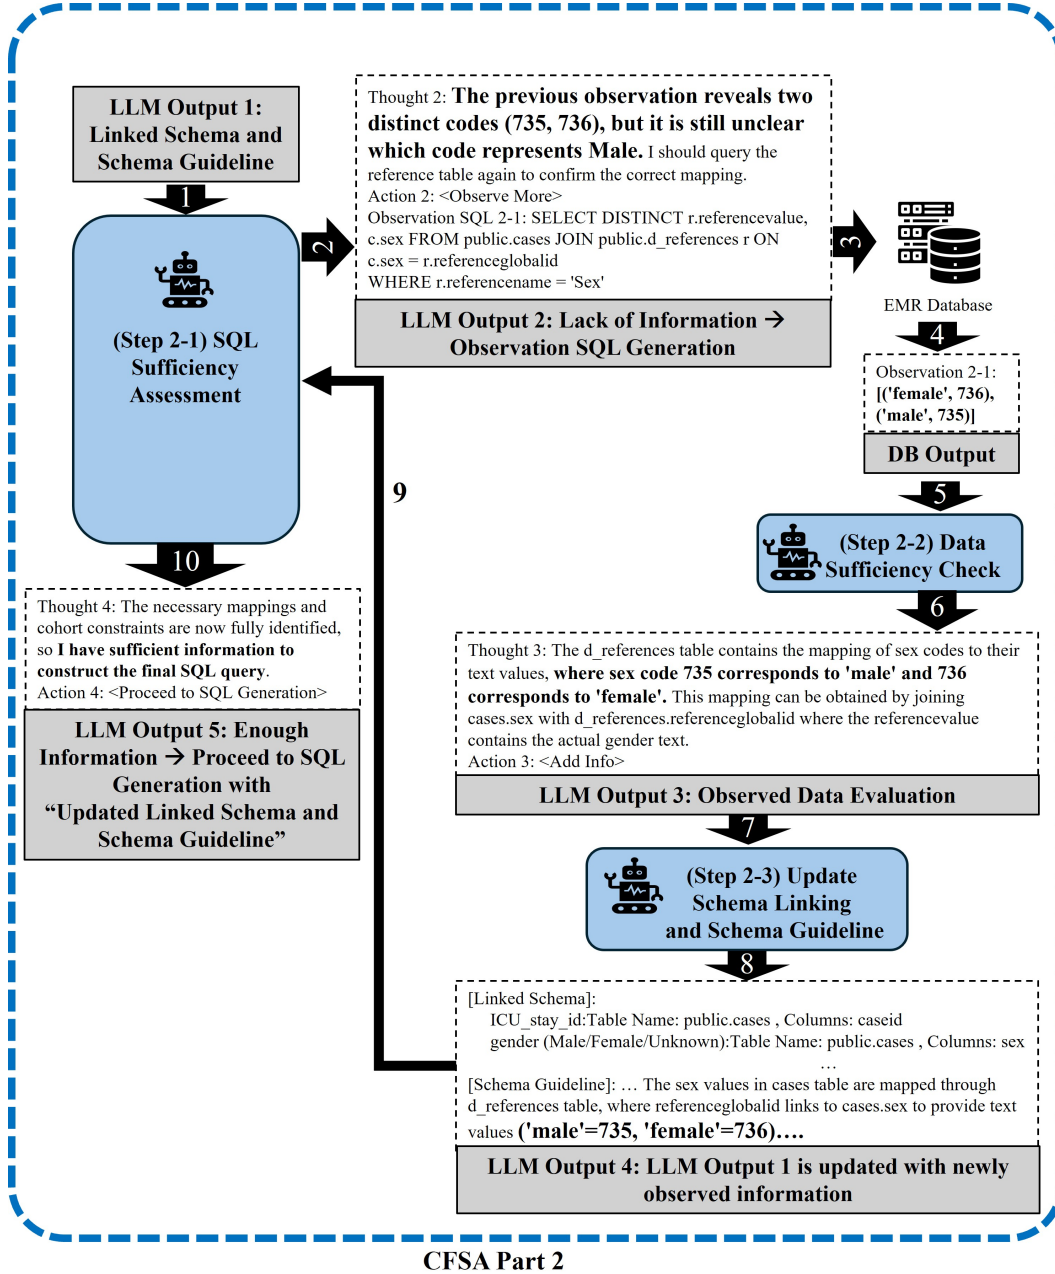 LLM Output 1:
Linked Schema and
Schema Guideline
1
(Step 2-1) SQL
Sufficiency
Assessment
2
Thought 2: The previous observation reveals two
distinct codes (735, 736), but it is still unclear
which code represents Male. I should query the
reference table again to confirm the correct mapping.
Action 2: <Observe More>
Observation SQL 2-1: SELECT DISTINCT r.referencevalue,
c.sex FROM public.cases JOIN public.d_references r ON
c.sex = r.referenceglobalid
WHERE r.referencename = 'Sex'
LLM Output 2: Lack of Information →
Observation SQL Generation
3
EMR Database
4
Observation 2-1:
[('female', 736),
('male', 735)]
DB Output
5
(Step 2-2) Data
Sufficiency Check
6
Thought 3: The d_references table contains the mapping of sex codes to their
text values, where sex code 735 corresponds to 'male' and 736
corresponds to 'female'. This mapping can be obtained by joining
cases.sex with d_references.referenceglobalid where the referencevalue
contains the actual gender text.
Action 3: <Add Info>
LLM Output 3: Observed Data Evaluation
7
(Step 2-3) Update
Schema Linking
and Schema Guideline
8
[Linked Schema]:
ICU_stay_id:Table Name: public.cases , Columns: caseid
gender (Male/Female/Unknown):Table Name: public.cases , Columns: sex
…
[Schema Guideline]: … The sex values in cases table are mapped through
d_references table, where referenceglobalid links to cases.sex to provide text
values ('male'=735, 'female'=736)….
LLM Output 4: LLM Output 1 is updated with newly
observed information
9
10
Thought 4: The necessary mappings and
cohort constraints are now fully identified,
so I have sufficient information to
construct the final SQL query.
Action 4: <Proceed to SQL Generation>
LLM Output 5: Enough
Information → Proceed to SQL
Generation with
“Updated Linked Schema and
Schema Guideline”
CFSA Part 2